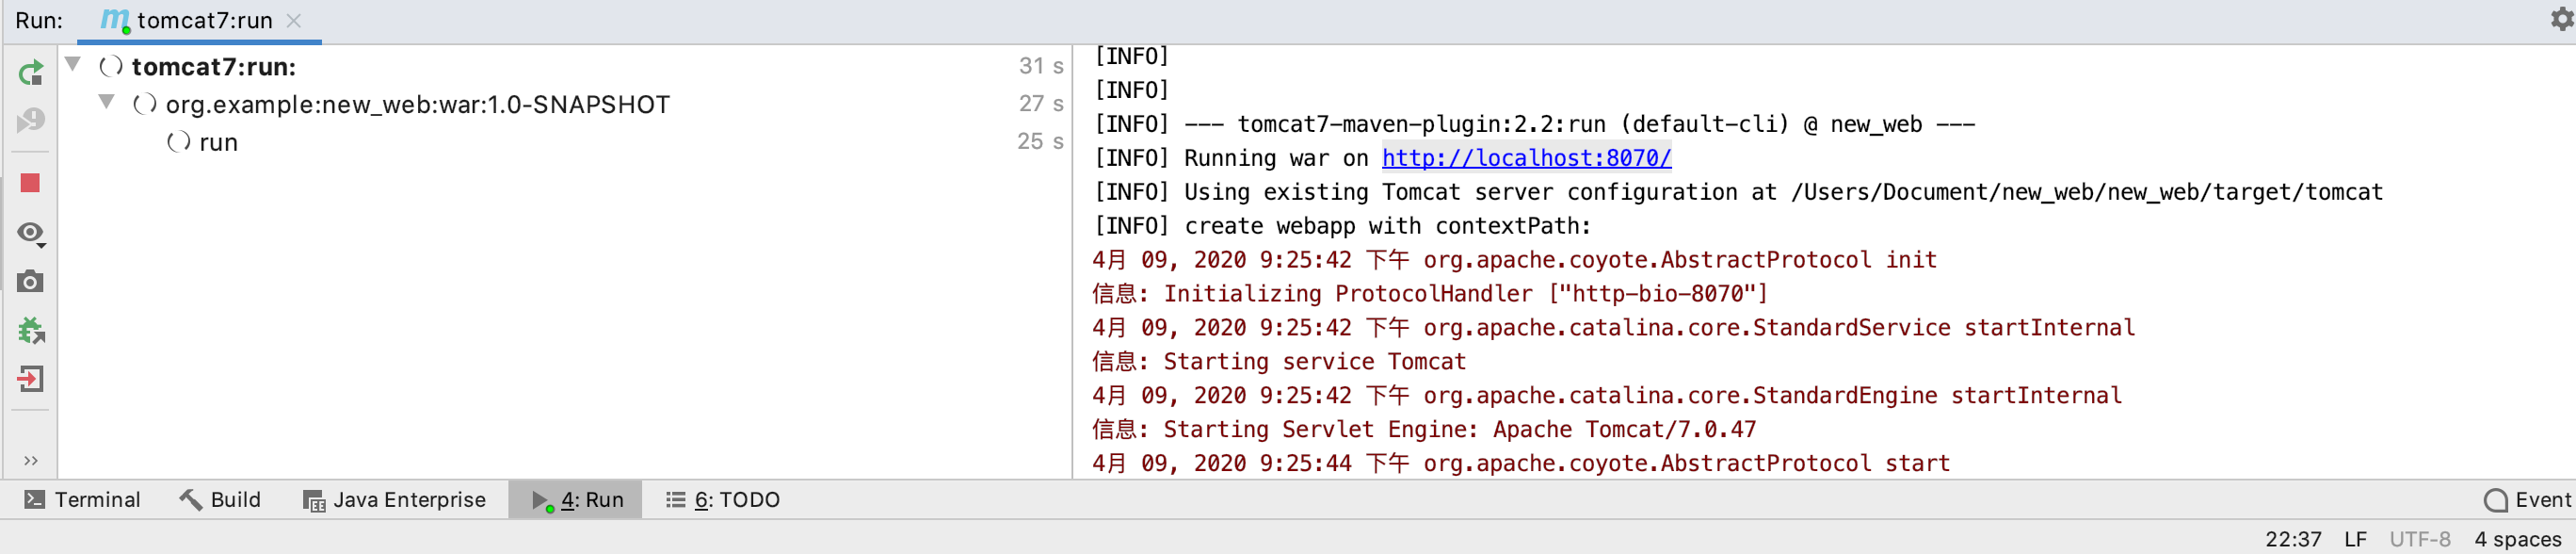 Run: tomcat7:run
tomcat7:run: 31 s
org.example:new_web:war:1.0-SNAPSHOT 27 s
run 25 s
[INFO]
[INFO]
[INFO] --- tomcat7-maven-plugin:2.2:run (default-cli) @ new_web ---
[INFO] Running war on http://localhost:8070/
[INFO] Using existing Tomcat server configuration at /Users/Document/new_web/new_web/target/tomcat
[INFO] create webapp with contextPath:
4月 09, 2020 9:25:42 下午 org.apache.coyote.AbstractProtocol init
信息: Initializing ProtocolHandler ["http-bio-8070"]
4月 09, 2020 9:25:42 下午 org.apache.catalina.core.StandardService startInternal
信息: Starting service Tomcat
4月 09, 2020 9:25:42 下午 org.apache.catalina.core.StandardEngine startInternal
信息: Starting Servlet Engine: Apache Tomcat/7.0.47
4月 09, 2020 9:25:44 下午 org.apache.coyote.AbstractProtocol start
Terminal Build Java Enterprise 4: Run 6: TODO Event
22:37 LF UTF-8 4 spaces